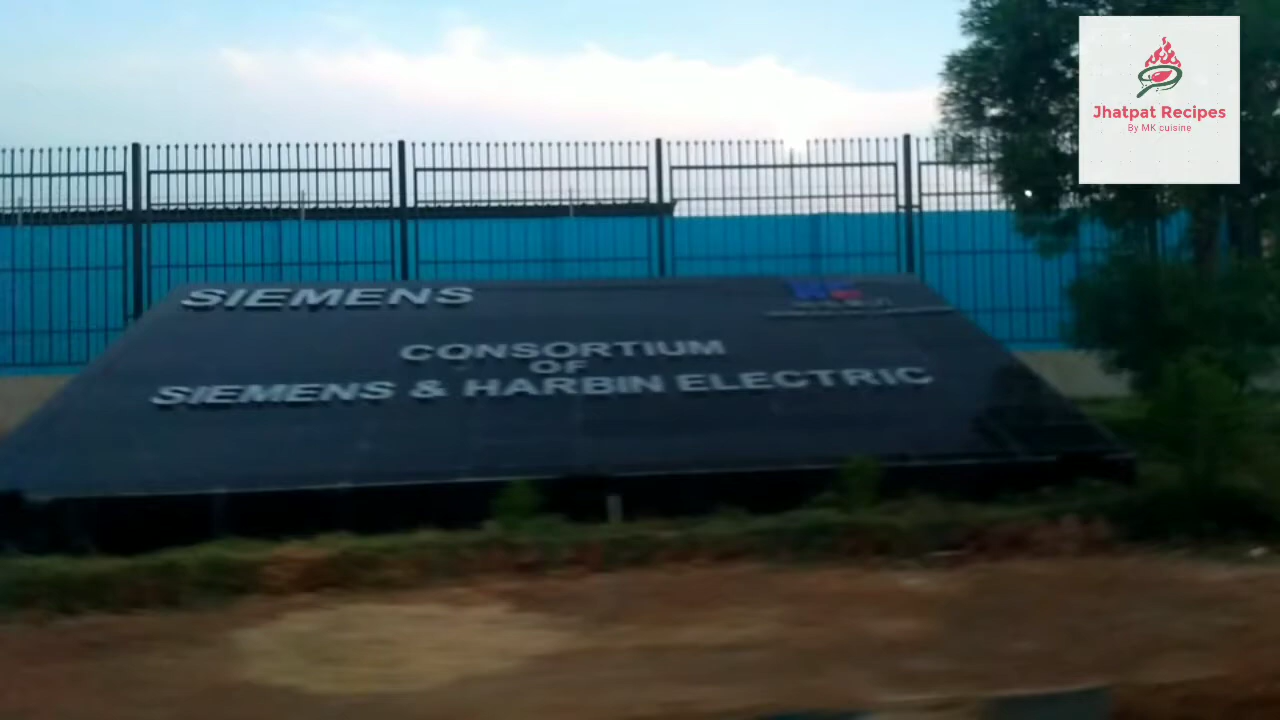 Jhatpat Recipes
By MK cuisine
SIEMENS
CONSORTIUM
OF
SIEMENS & HARBIN ELECTRIC